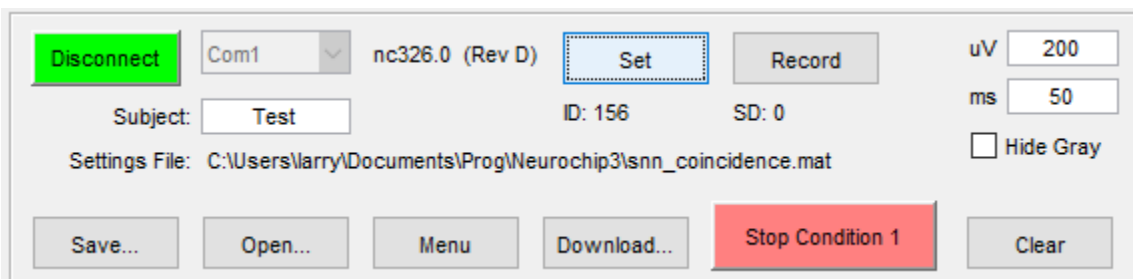 Disconnect Com1 nc326.0 (Rev D) Set Record uV 200
ms 50
Subject: Test ID: 156 SD: 0
Hide Gray
Settings File: C:\Users\larry\Documents\Prog\Neurochip3\snn_coincidence.mat
Save... Open... Menu Download... Stop Condition 1 Clear